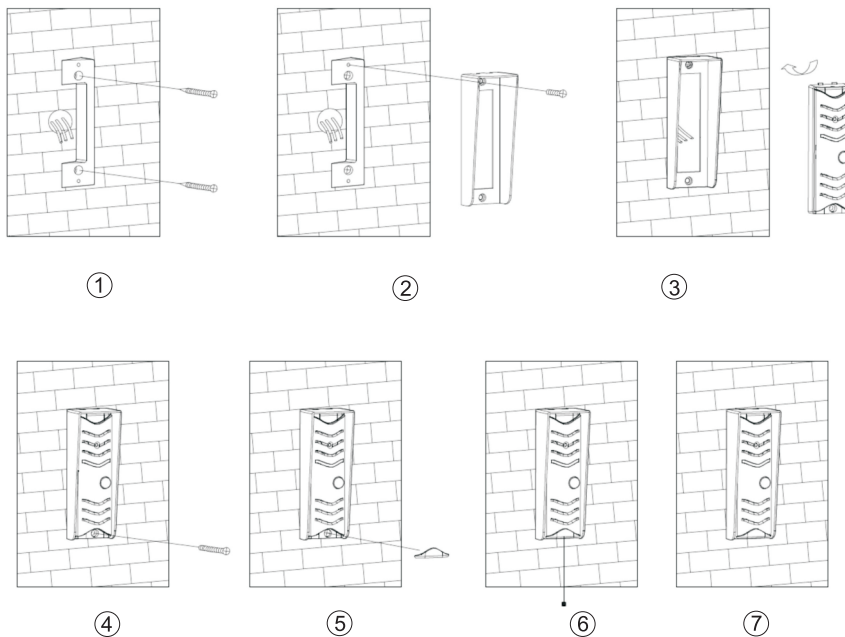 ① ② ③
④ ⑤ ⑥ ⑦